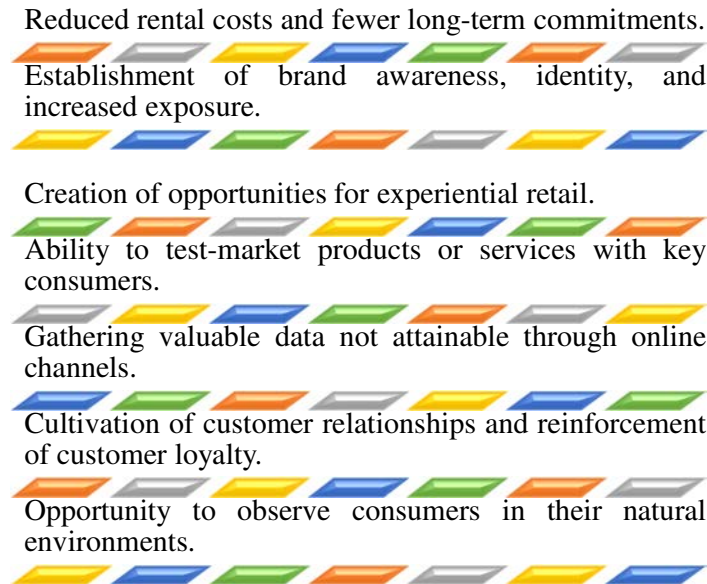 Reduced rental costs and fewer long-term commitments.
Establishment of brand awareness, identity, and
increased exposure.
Creation of opportunities for experiential retail.
Ability to test-market products or services with key
consumers.
Gathering valuable data not attainable through online
channels.
Cultivation of customer relationships and reinforcement
of customer loyalty.
Opportunity to observe consumers in their natural
environments.